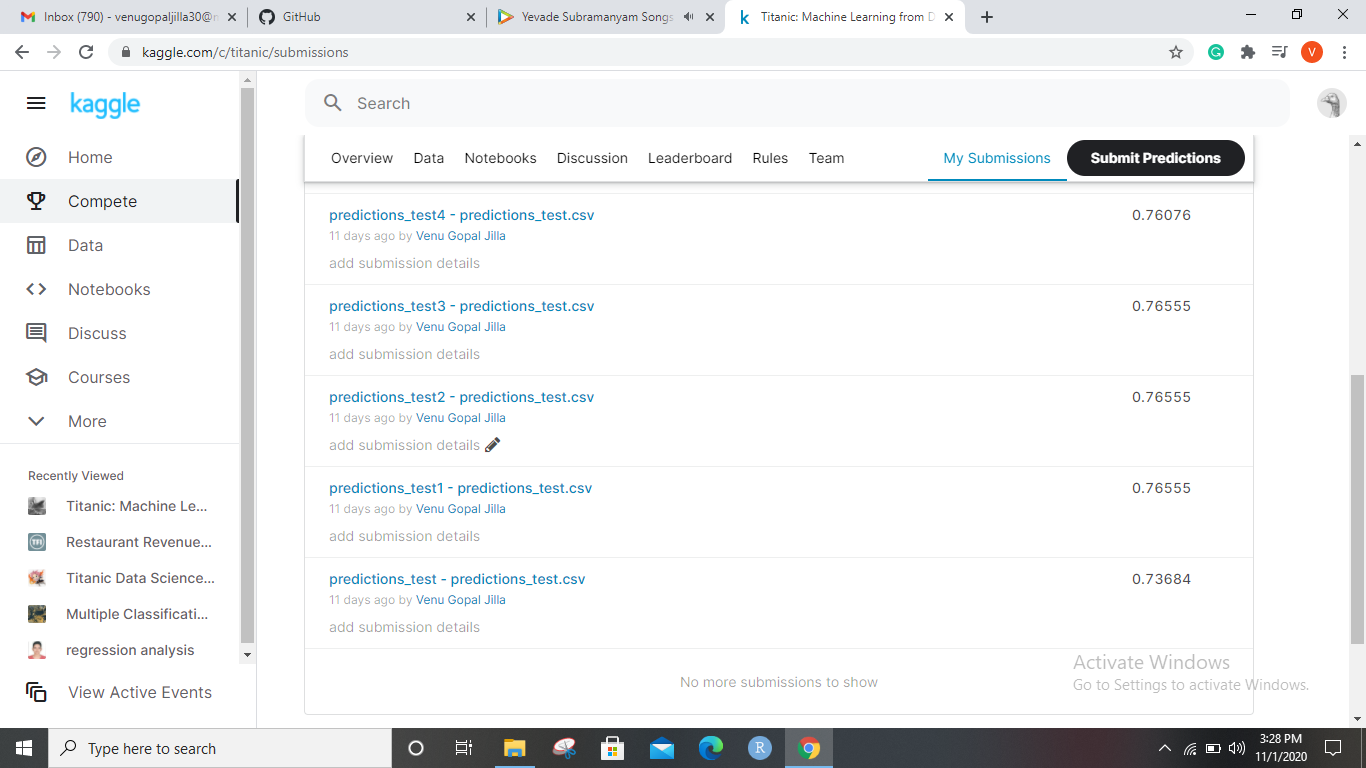 Inbox (790) - venugopaljilla30@
GitHub
Yevade Subramanyam Songs
Titanic: Machine Learning from D
kaggle.com/c/titanic/submissions
V
kaggle
Search
Home
Compete
Data
Notebooks
Discuss
Courses
More
Recently Viewed
Titanic: Machine Le...
Restaurant Revenue...
Titanic Data Science...
Multiple Classificati...
regression analysis
View Active Events
Overview Data Notebooks Discussion Leaderboard Rules Team My Submissions Submit Predictions
predictions_test4 - predictions_test.csv 0.76076
11 days ago by Venu Gopal Jilla
add submission details
predictions_test3 - predictions_test.csv 0.76555
11 days ago by Venu Gopal Jilla
add submission details
predictions_test2 - predictions_test.csv 0.76555
11 days ago by Venu Gopal Jilla
add submission details
predictions_test1 - predictions_test.csv 0.76555
11 days ago by Venu Gopal Jilla
add submission details
predictions_test - predictions_test.csv 0.73684
11 days ago by Venu Gopal Jilla
add submission details
No more submissions to show
Activate Windows
Go to Settings to activate Windows.
Type here to search
R
3:28 PM
11/1/2020